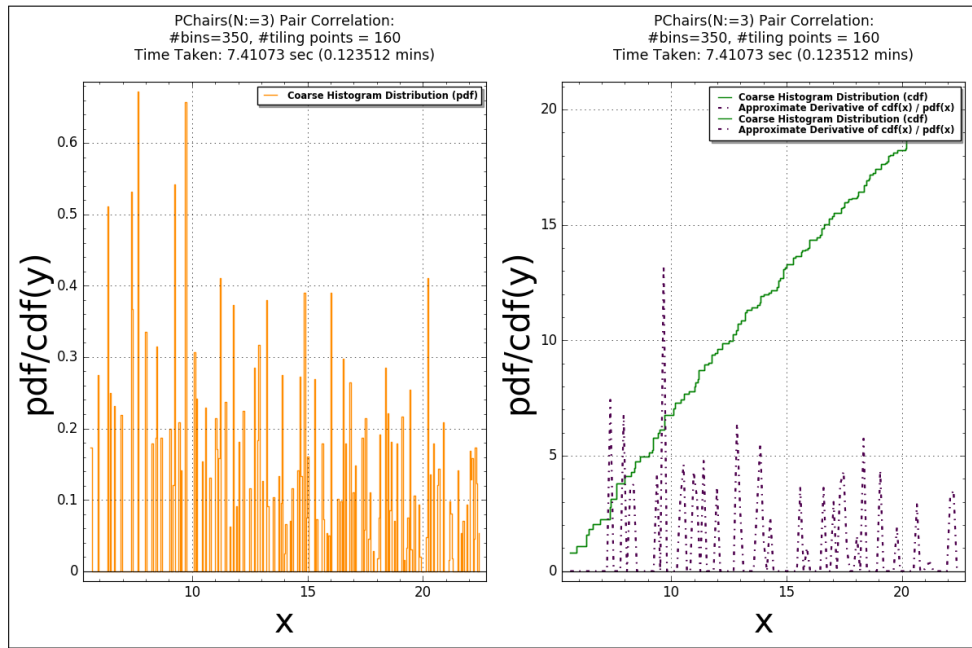 PChairs(N:=3) Pair Correlation:
#bins=350, #tiling points = 160
Time Taken: 7.41073 sec (0.123512 mins)
Coarse Histogram Distribution (pdf)
0.6
0.5
0.4
0.3
0.2
0.1
0
pdf/cdf(y)
10
15
20
x
PChairs(N:=3) Pair Correlation:
#bins=350, #tiling points = 160
Time Taken: 7.41073 sec (0.123512 mins)
Coarse Histogram Distribution (cdf)
Approximate Derivative of cdf(x) / pdf(x)
Coarse Histogram Distribution (cdf)
Approximate Derivative of cdf(x) / pdf(x)
20
15
10
5
0
pdf/cdf(y)
10
15
20
x